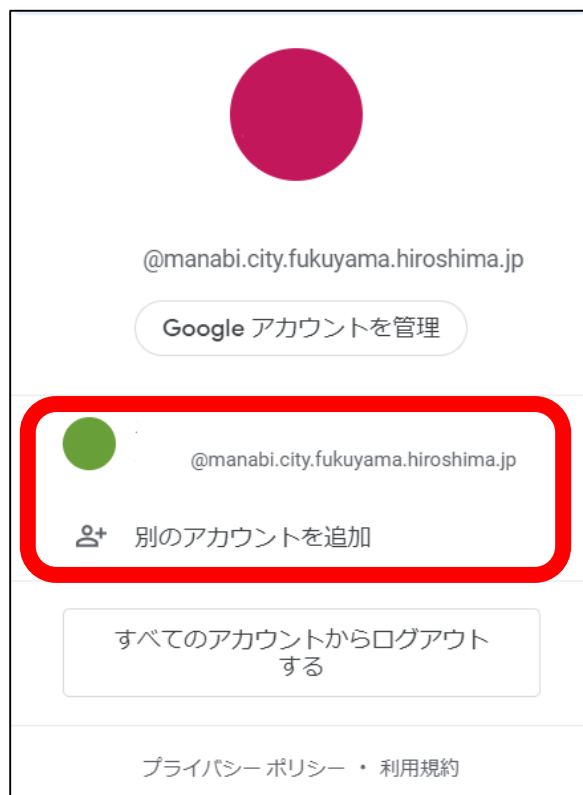 @manabi.city.fukuyama.hiroshima.jp
Google アカウントを管理
@manabi.city.fukuyama.hiroshima.jp
別のアカウントを追加
すべてのアカウントからログアウト
する
プライバシー ポリシー ・ 利用規約